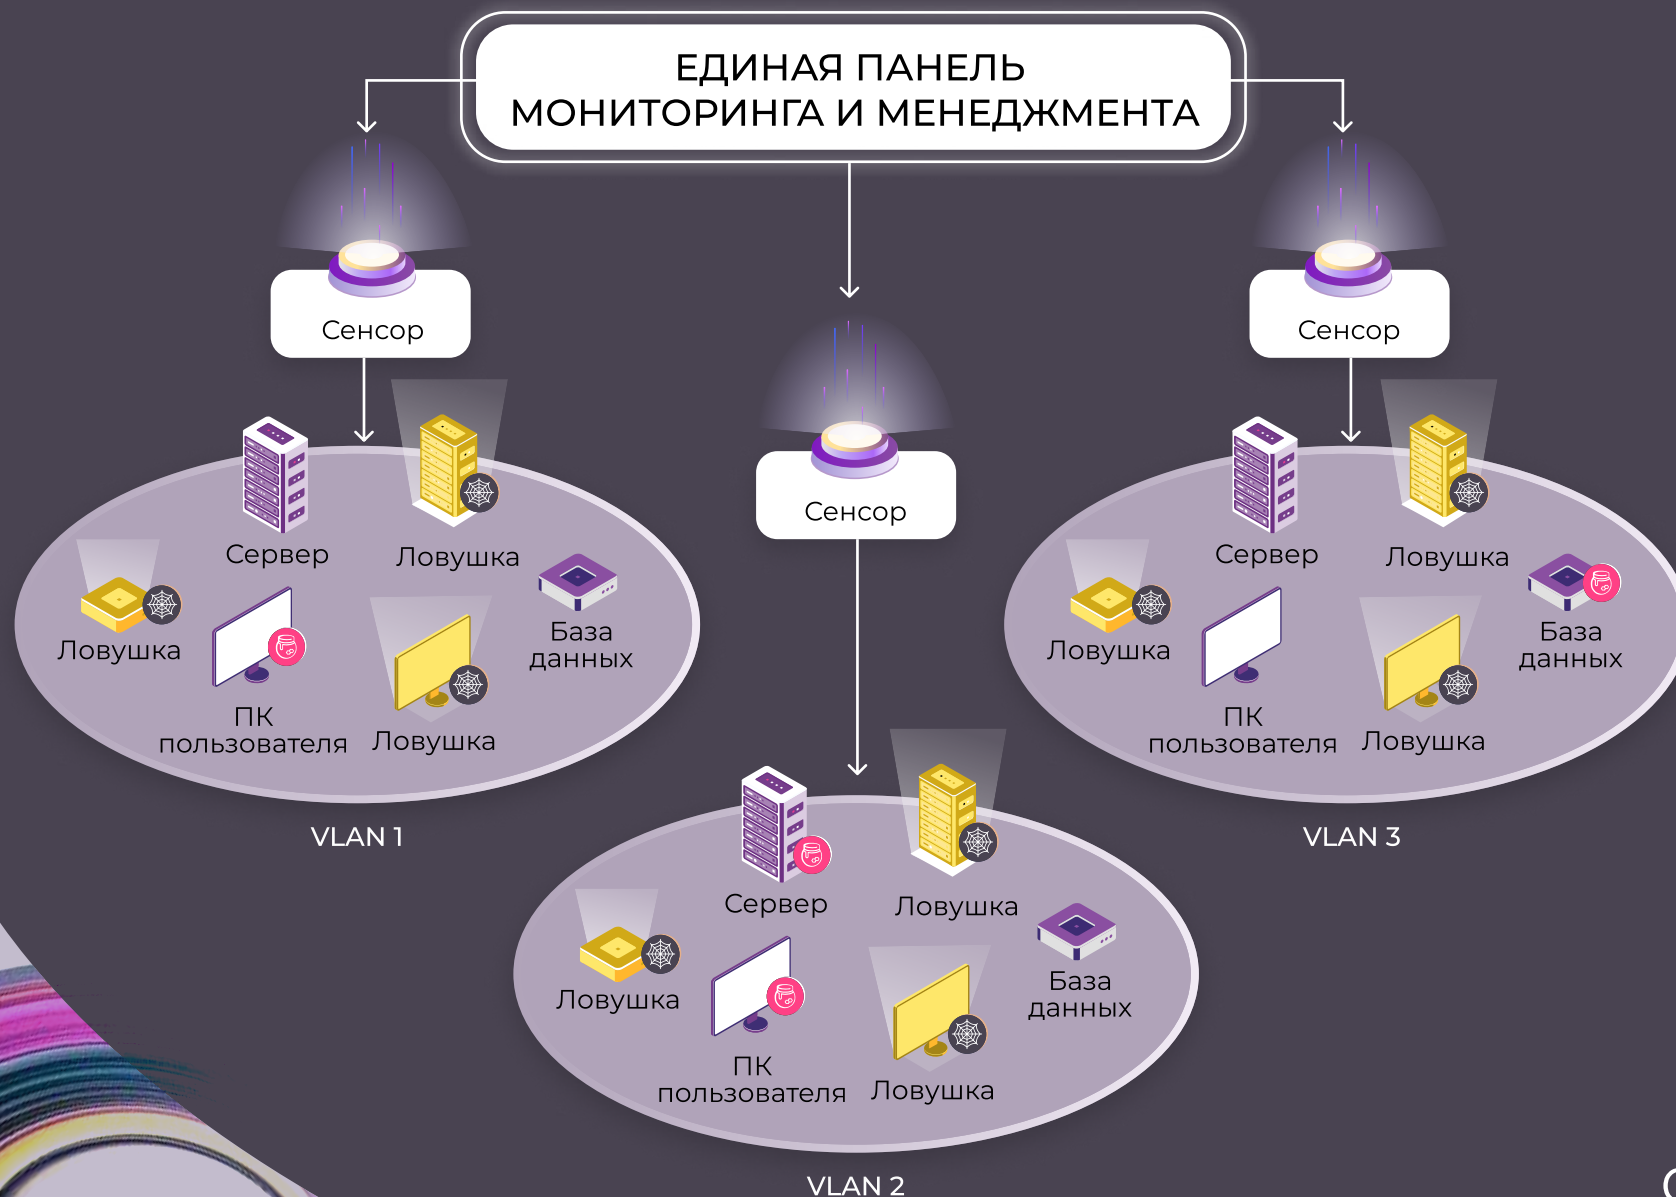 ЕДИНАЯ ПАНЕЛЬ
МОНИТОРИНГА И МЕНЕДЖМЕНТА
Сенсор
Сервер
Ловушка
Ловушка
База
данных
ПК
пользователя
Ловушка
VLAN 1
Сенсор
Сервер
Ловушка
Ловушка
База
данных
ПК
пользователя
Ловушка
VLAN 2
Сенсор
Сервер
Ловушка
Ловушка
База
данных
ПК
пользователя
Ловушка
VLAN 3